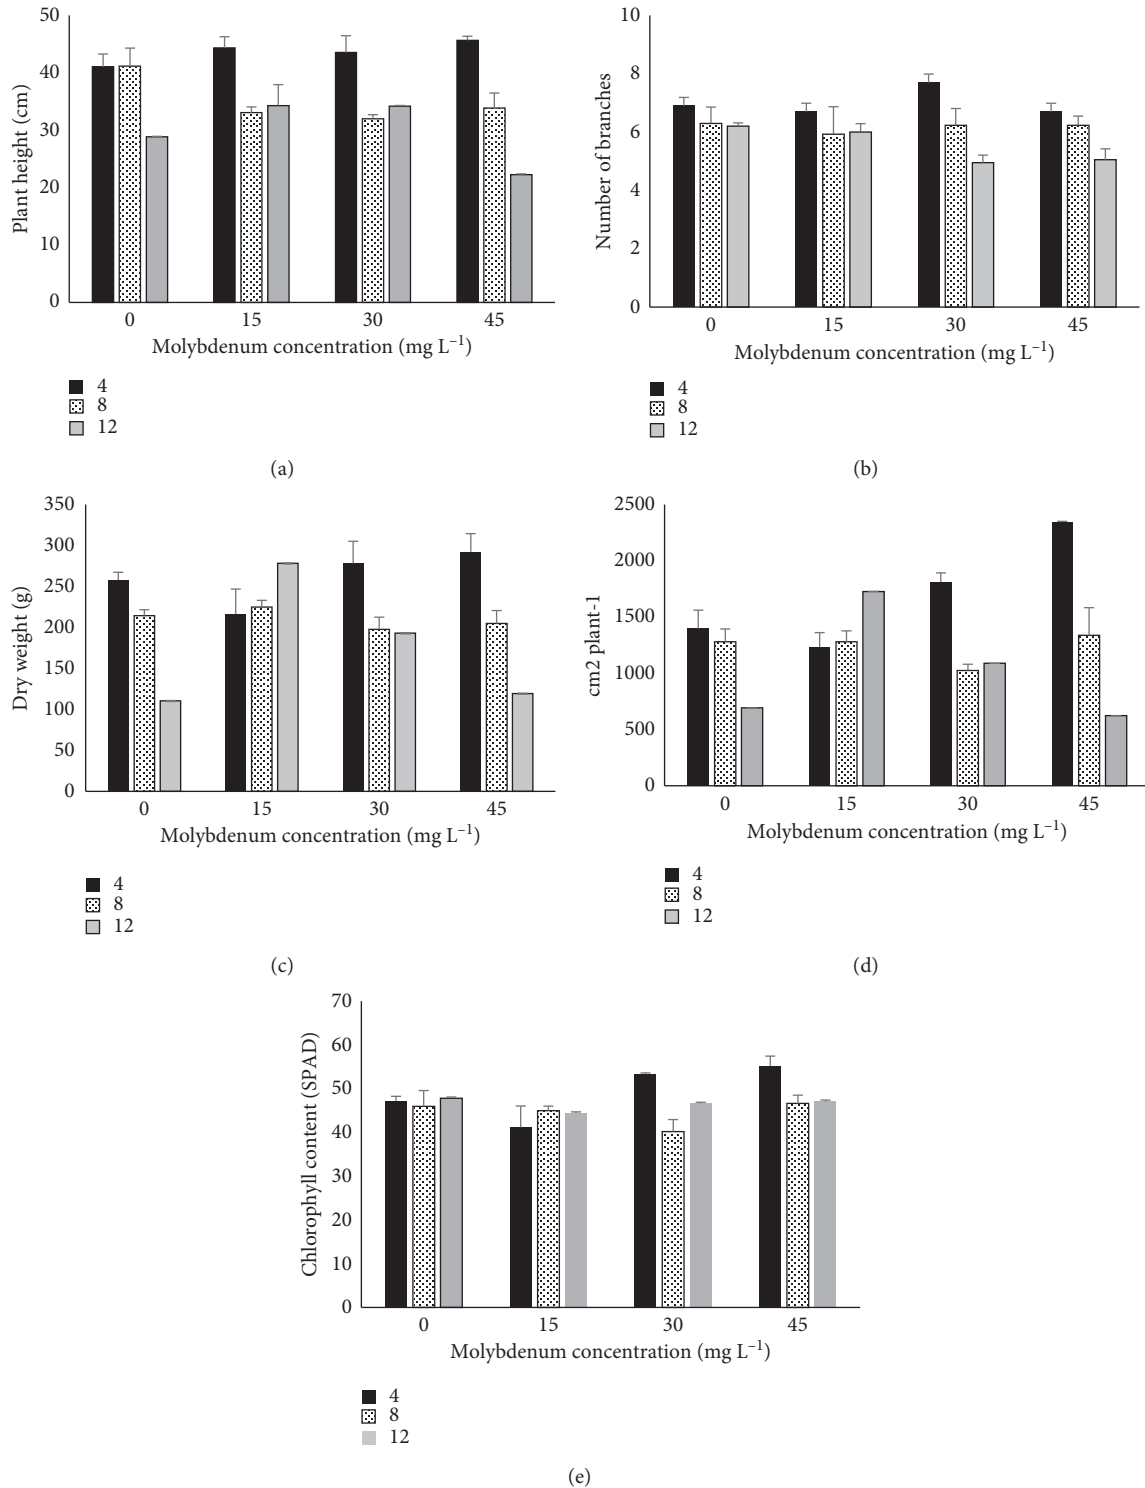 50
40
30
20
10
0
Plant height (cm)
0 15 30 45
Molybdenum concentration (mg L−1)
4
8
12
(a)
10
8
6
4
2
0
Number of branches
0 15 30 45
Molybdenum concentration (mg L−1)
4
8
12
(b)
350
300
250
200
150
100
50
0
Dry weight (g)
0 15 30 45
Molybdenum concentration (mg L−1)
4
8
12
(c)
2500
2000
1500
1000
500
0
cm2 plant-1
0 15 30 45
Molybdenum concentration (mg L−1)
4
8
12
(d)
70
60
50
40
30
20
10
0
Chlorophyll content (SPAD)
0 15 30 45
Molybdenum concentration (mg L−1)
4
8
12
(e)